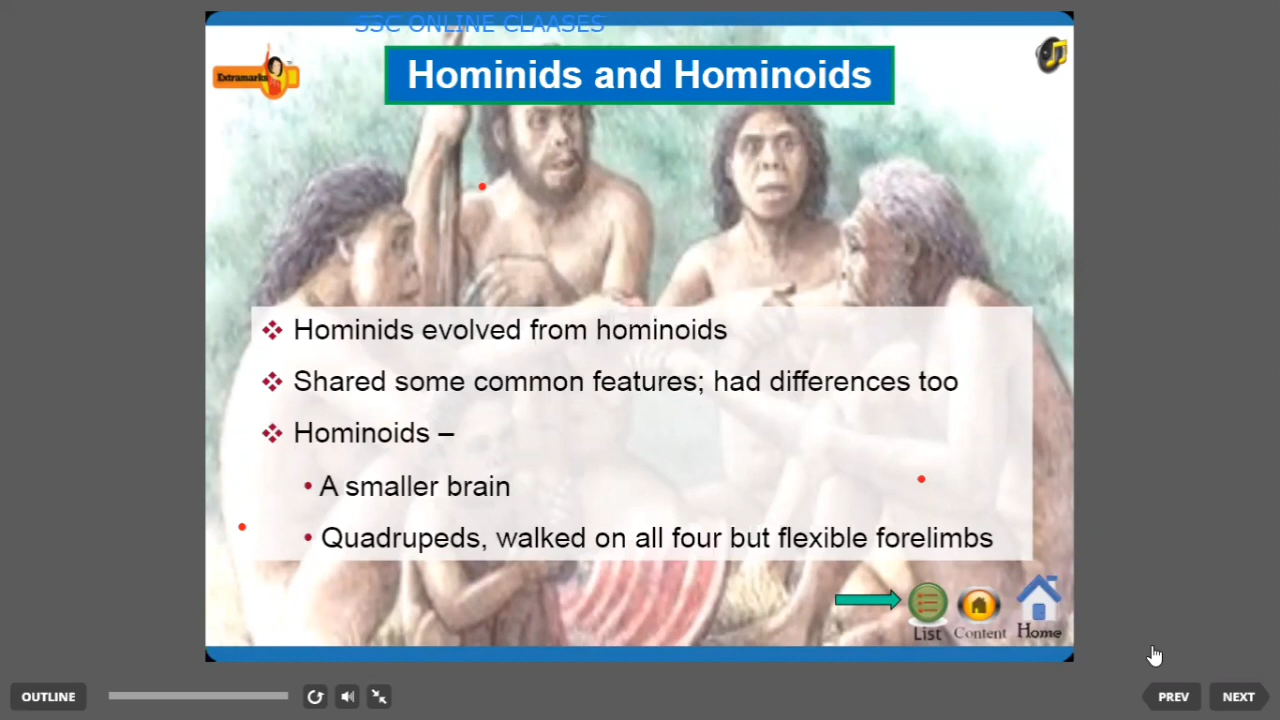 SSC ONLINE CLAASES
Extramarks
Hominids and Hominoids
Hominids evolved from hominoids
Shared some common features; had differences too
Hominoids –
• A smaller brain
• Quadrupeds, walked on all four but flexible forelimbs
List Content Home
OUTLINE PREV NEXT